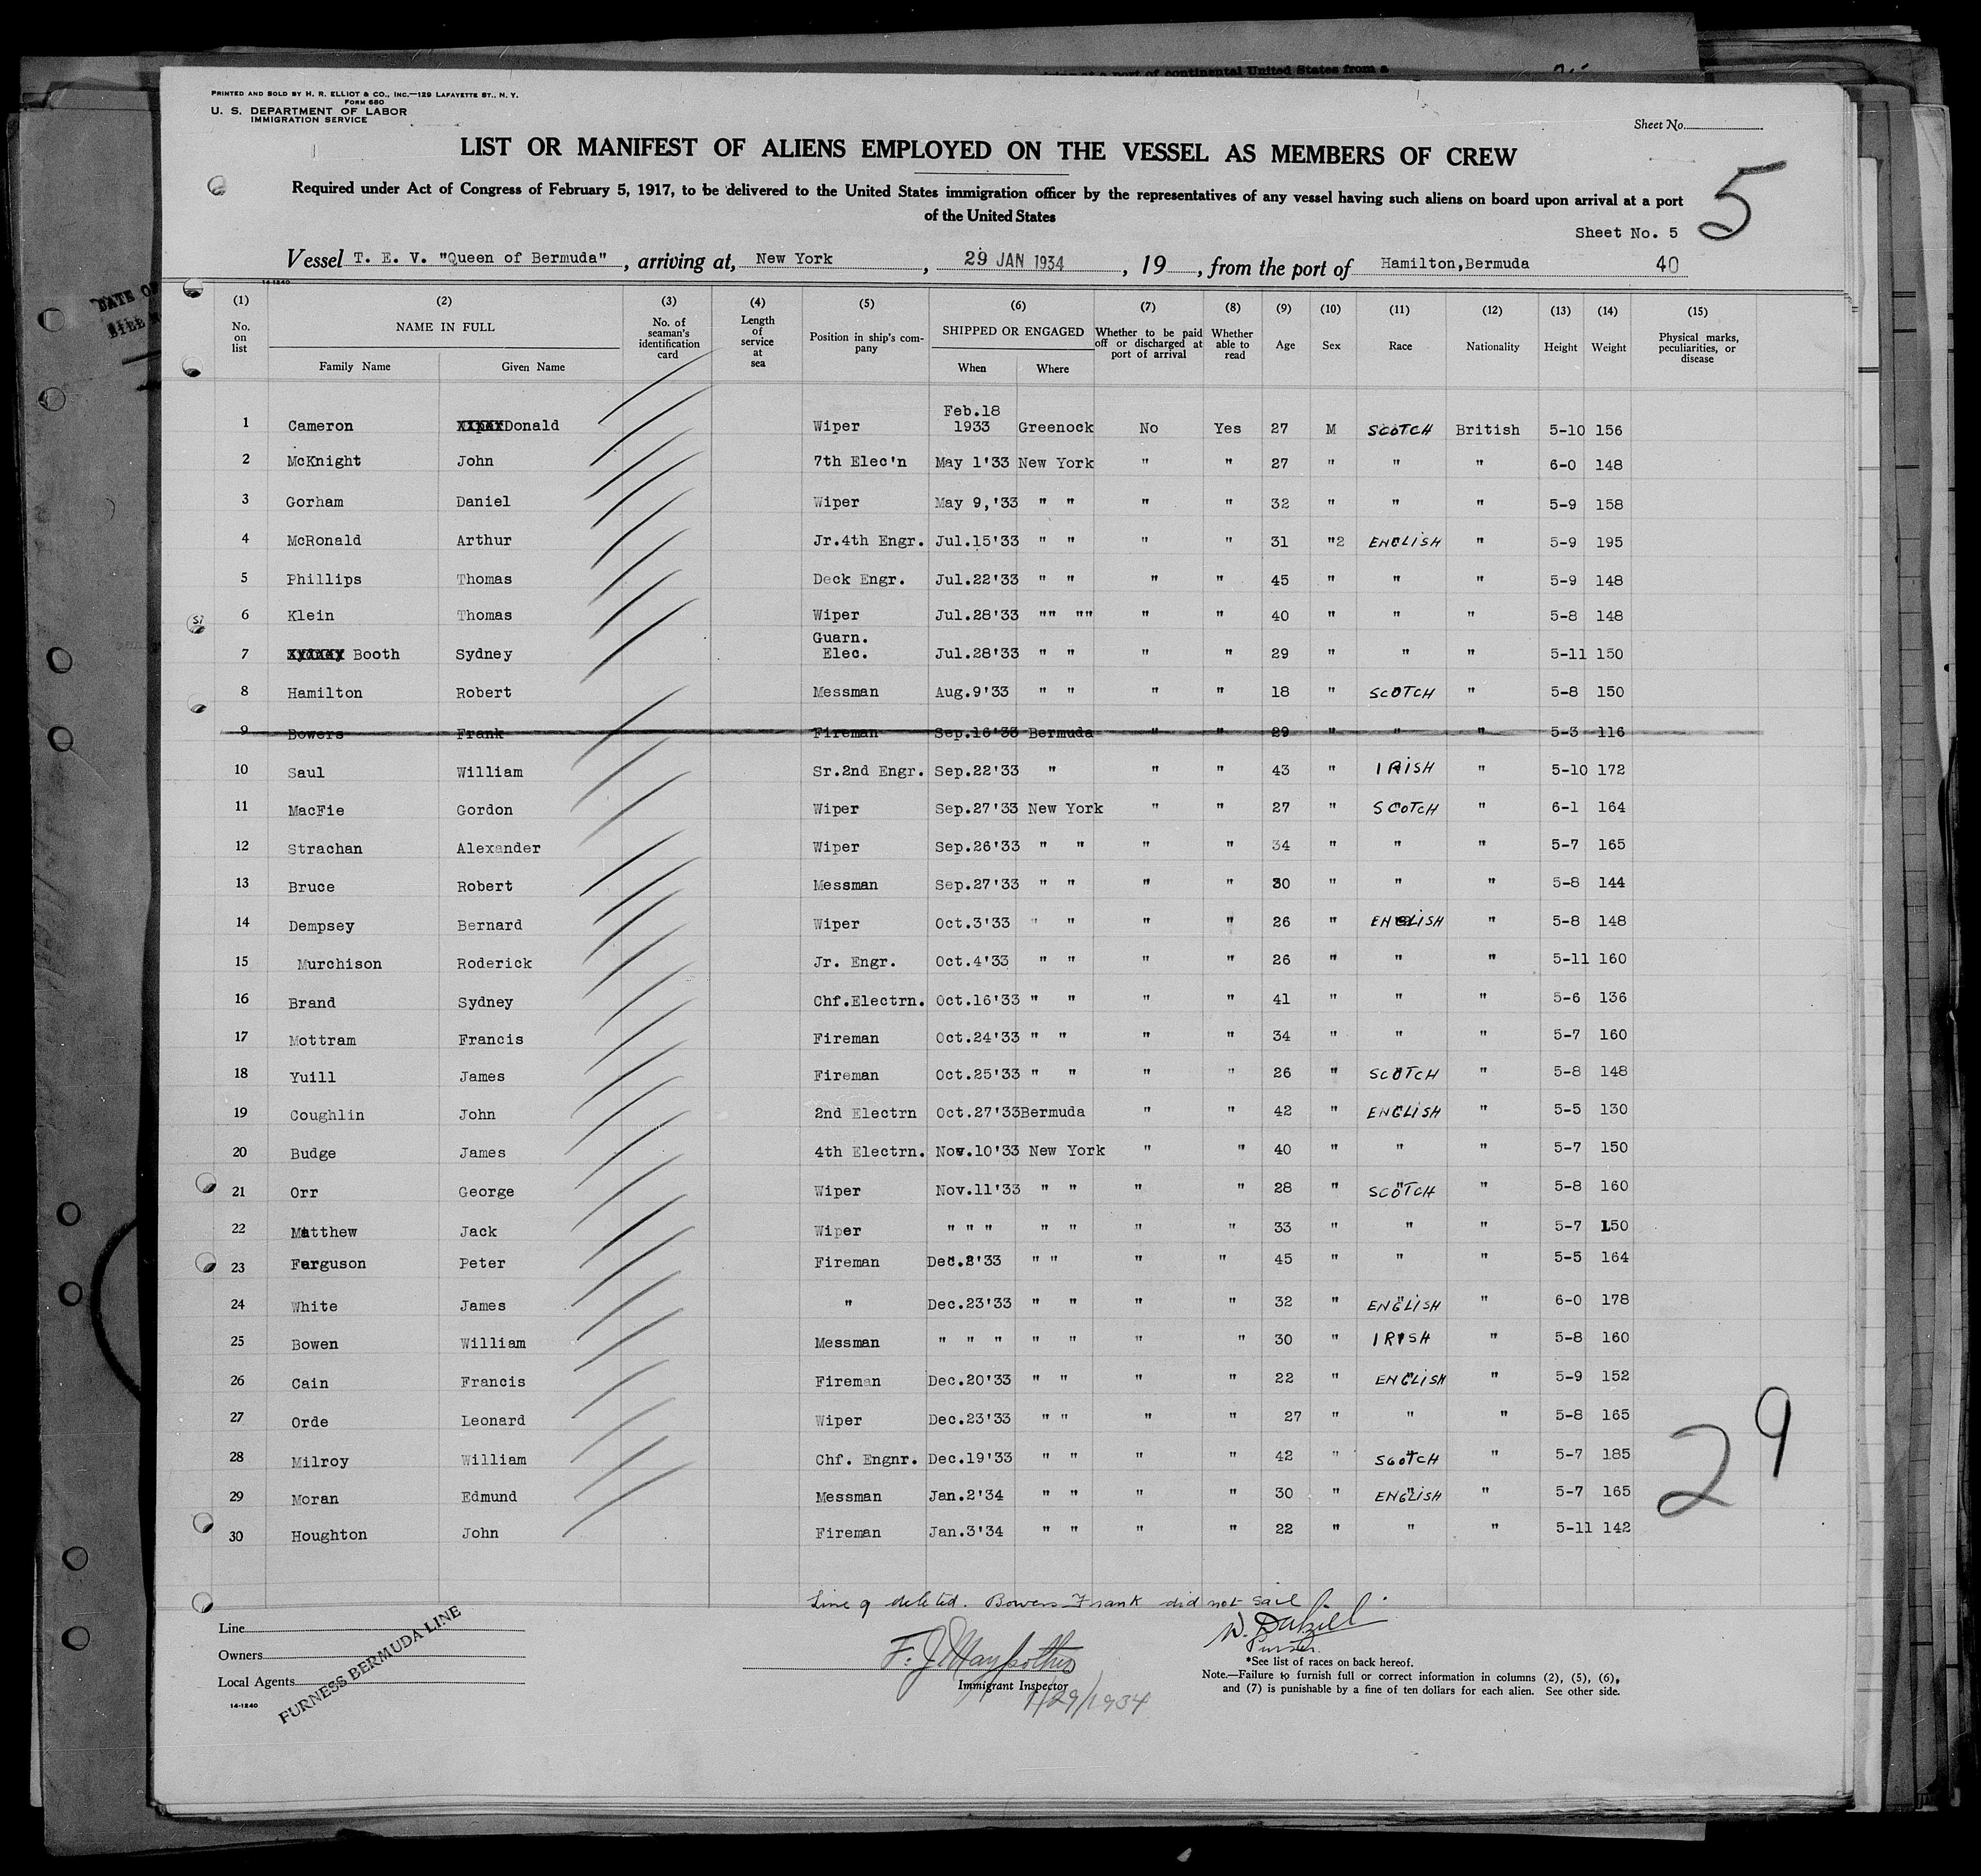 PRINTED AND SOLD BY H. R. ELLIOT & CO., INC.—129 LAFAYETTE ST., N. Y.
FORM 680
U. S. DEPARTMENT OF LABOR
IMMIGRATION SERVICE
Sheet No.
LIST OR MANIFEST OF ALIENS EMPLOYED ON THE VESSEL AS MEMBERS OF CREW
Required under Act of Congress of February 5, 1917, to be delivered to the United States immigration officer by the representatives of any vessel having such aliens on board upon arrival at a port
of the United States
5
Sheet No. 5
Vessel T. E. V. "Queen of Bermuda", arriving at, New York, 29 JAN 1934, 19, from the port of Hamilton,Bermuda 40
14-1240
(1) (2) (3) (4) (5) (6) (7) (8) (9) (10) (11) (12) (13) (14) (15)
No. on list NAME IN FULL Family Name Given Name No. of seaman's identification card Length of service at sea Position in ship's company SHIPPED OR ENGAGED When Where Whether to be paid off or discharged at port of arrival Whether able to read Age Sex Race Nationality Height Weight Physical marks, peculiarities, or disease
1 Cameron Donald Wiper Feb.18 1933 Greenock No Yes 27 M SCOTCH British 5-10 156
2 McKnight John 7th Elec'n May 1'33 New York " " 27 " " " 6-0 148
3 Gorham Daniel Wiper May 9,'33 " " " " 32 " " " 5-9 158
4 McRonald Arthur Jr.4th Engr. Jul.15'33 " " " " 31 "2 ENGLISH " 5-9 195
5 Phillips Thomas Deck Engr. Jul.22'33 " " " " 45 " " " 5-9 148
6 Klein Thomas Wiper Jul.28'33 "" "" " " 40 " " " 5-8 148
7 Booth Sydney Guarn. Elec. Jul.28'33 " " " " 29 " " " 5-11 150
8 Hamilton Robert Messman Aug.9'33 " " " " 18 " SCOTCH " 5-8 150
9 Bowers Frank Fireman Sep.16'33 Bermuda " " 29 " " " 5-3 116
10 Saul William Sr.2nd Engr. Sep.22'33 " " " 43 " IRISH " 5-10 172
11 MacFie Gordon Wiper Sep.27'33 New York " " 27 " SCOTCH " 6-1 164
12 Strachan Alexander Wiper Sep.26'33 " " " " 34 " " " 5-7 165
13 Bruce Robert Messman Sep.27'33 " " " " 30 " " " 5-8 144
14 Dempsey Bernard Wiper Oct.3'33 " " " " 26 " ENGLISH " 5-8 148
15 Murchison Roderick Jr. Engr. Oct.4'33 " " " " 26 " " " 5-11 160
16 Brand Sydney Chf.Electrn. Oct.16'33 " " " " 41 " " " 5-6 136
17 Mottram Francis Fireman Oct.24'33 " " " " 34 " " " 5-7 160
18 Yuill James Fireman Oct.25'33 " " " " 26 " SCOTCH " 5-8 148
19 Coughlin John 2nd Electrn Oct.27'33 Bermuda " " 42 " ENGLISH " 5-5 130
20 Budge James 4th Electrn. Nov.10'33 New York " " 40 " " " 5-7 150
21 Orr George Wiper Nov.11'33 " " " " 28 " SCOTCH " 5-8 160
22 Matthew Jack Wiper " " " " " " " 33 " " " 5-7 150
23 Ferguson Peter Fireman Dec.2'33 " " " " 45 " " " 5-5 164
24 White James " Dec.23'33 " " " " 32 " ENGLISH " 6-0 178
25 Bowen William Messman " " " " " " " 30 " IRISH " 5-8 160
26 Cain Francis Fireman Dec.20'33 " " " " 22 " ENGLISH " 5-9 152
27 Orde Leonard Wiper Dec.23'33 " " " " 27 " " " 5-8 165
28 Milroy William Chf. Engnr. Dec.19'33 " " " " 42 " SCOTCH " 5-7 185
29 Moran Edmund Messman Jan.2'34 " " " " 30 " ENGLISH " 5-7 165
30 Houghton John Fireman Jan.3'34 " " " " 22 " " " 5-11 142
29
Line 9 deleted. Bowers Frank did not sail
Line
Owners
Local Agents
FURNESS BERMUDA LINE
14-1240
Immigrant Inspector
1/29/1934
W. Dalziel
Purser.
*See list of races on back hereof.
Note.—Failure to furnish full or correct information in columns (2), (5), (6),
and (7) is punishable by a fine of ten dollars for each alien. See other side.